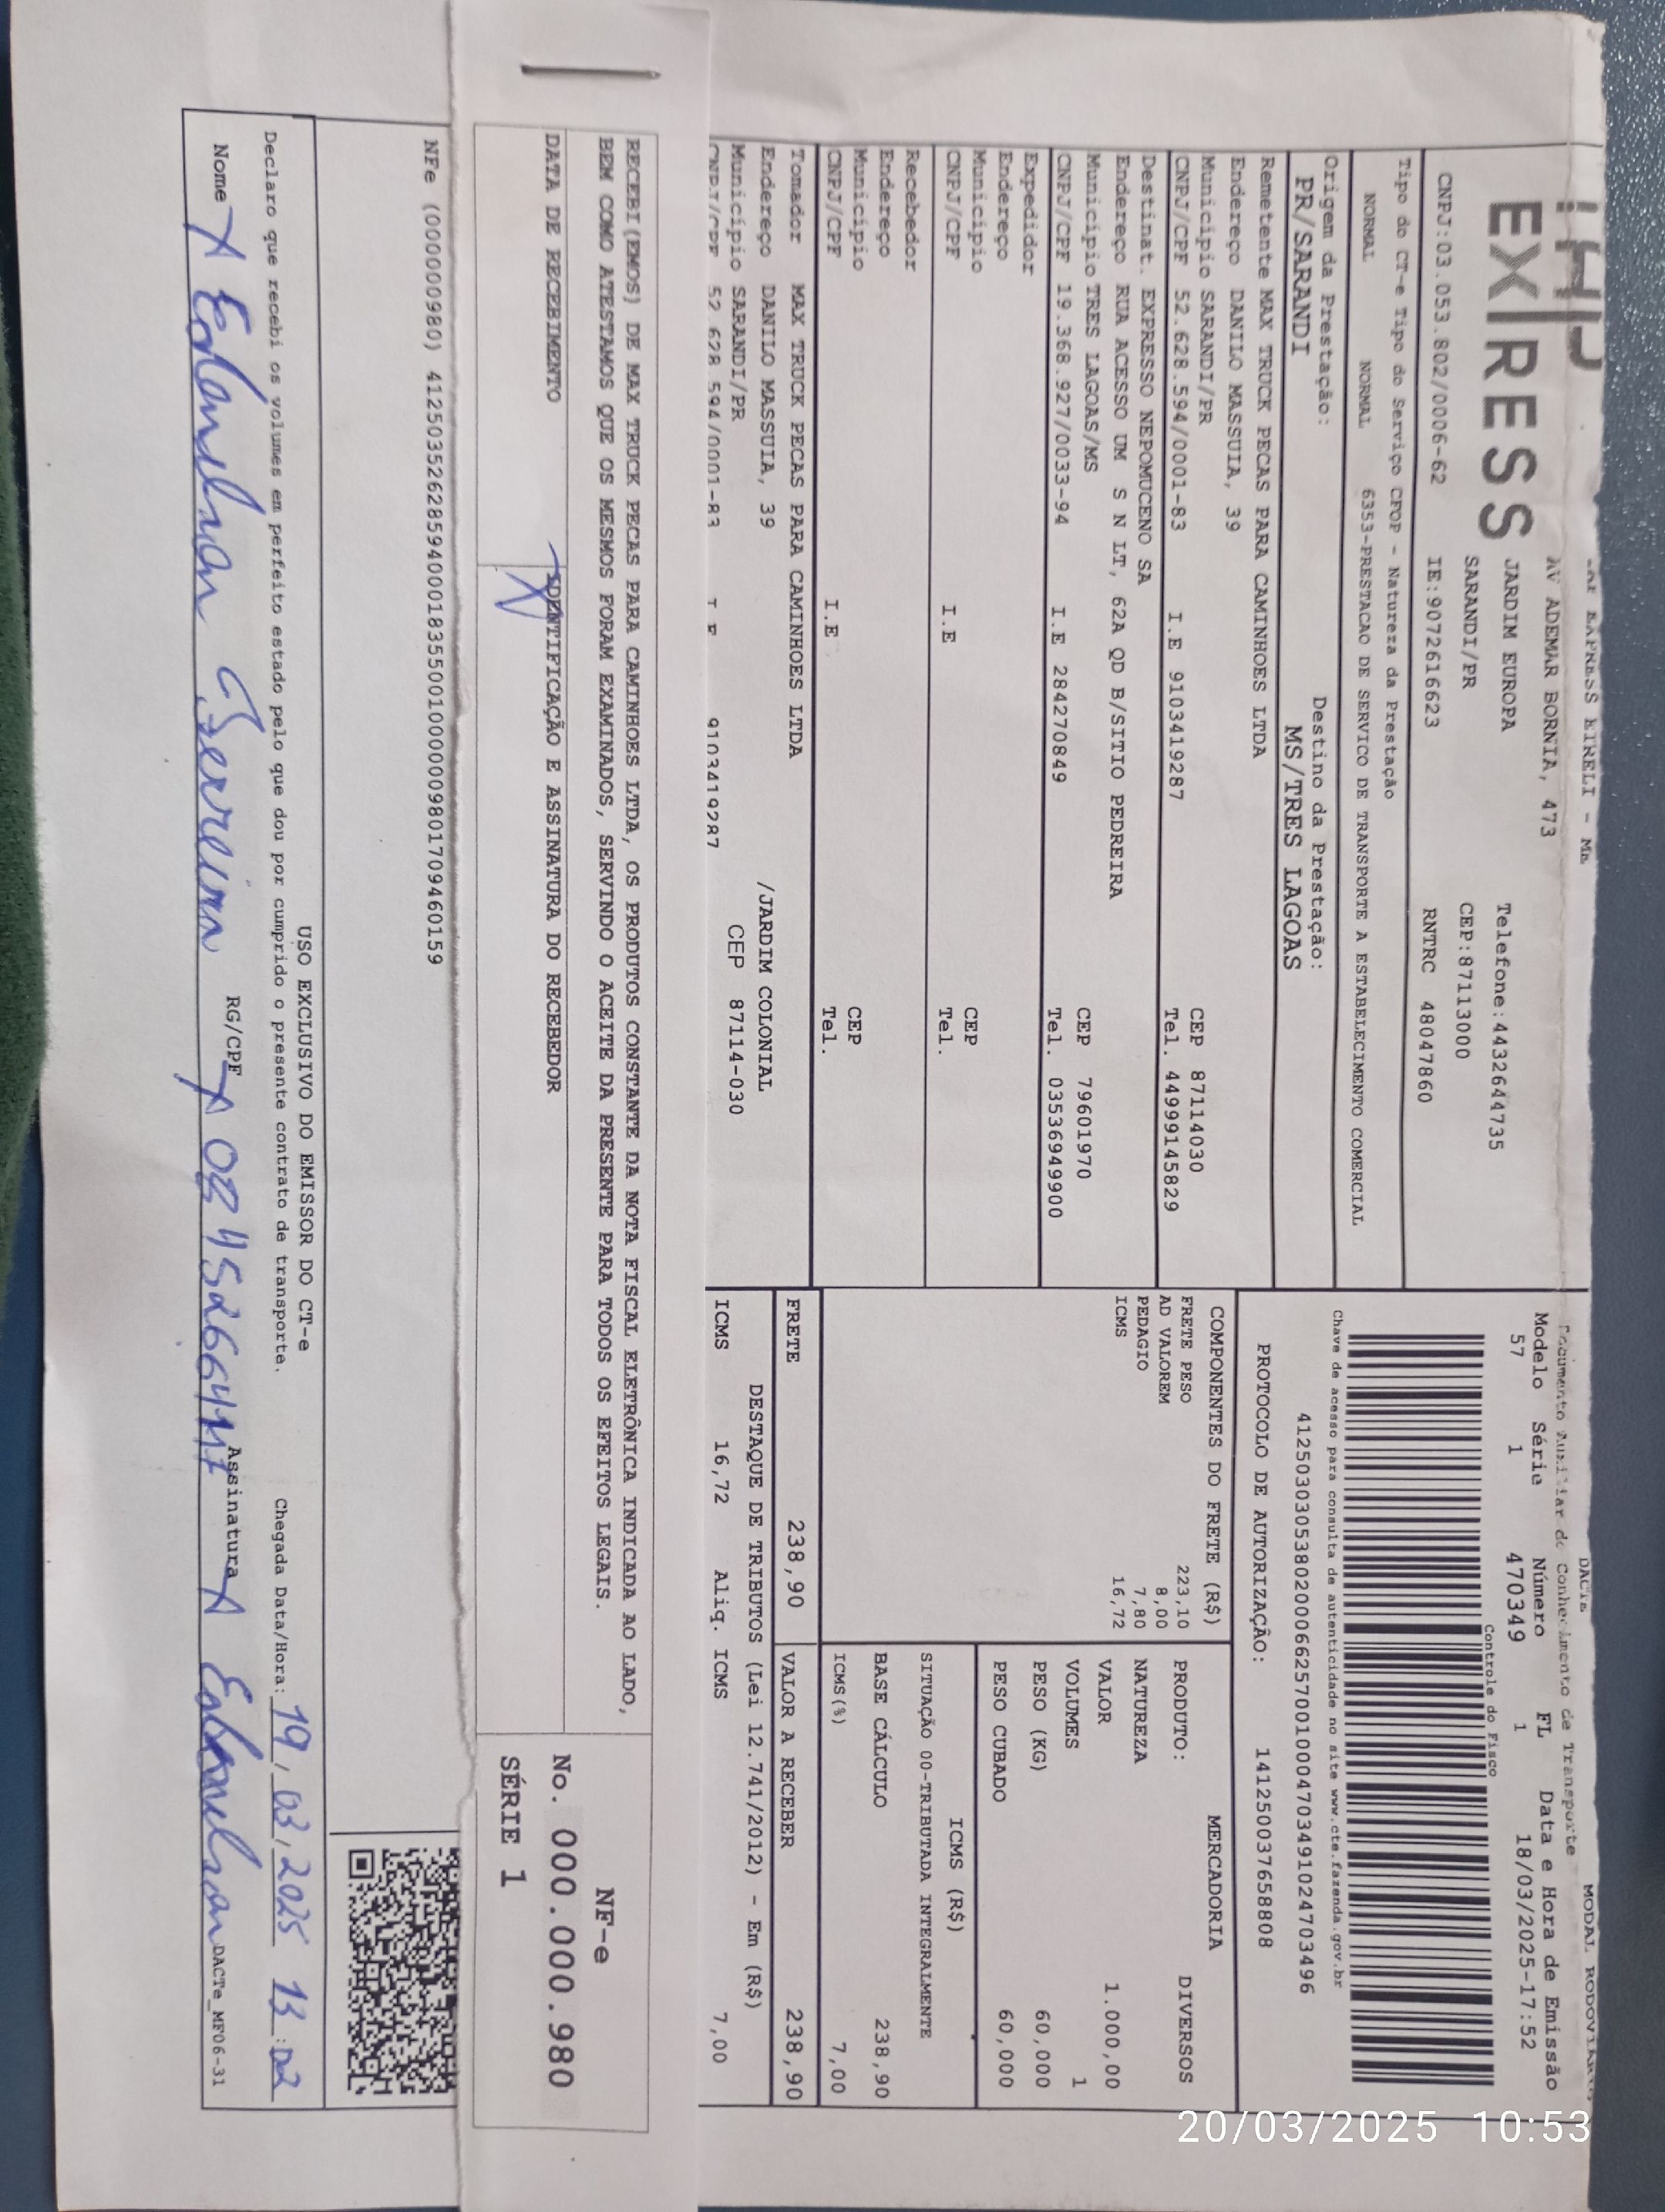 EXPRESS
AV ADEMAR BORNIA, 473
JARDIM EUROPA
Telefone:4432644735
SARANDI/PR
CEP:87113000
CNPJ:03.053.802/0006-62 IE:9072616623 RNTRC 48047860
Tipo do CT-e Tipo do Serviço CFOP - Natureza da Prestação
NORMAL NORMAL 6353-PRESTACAO DE SERVICO DE TRANSPORTE A ESTABELECIMENTO COMERCIAL
Origem da Prestação: Destino da Prestação:
PR/SARANDI MS/TRES LAGOAS
Remetente MAX TRUCK PECAS PARA CAMINHOES LTDA
Endereço DANILO MASSUIA, 39
Município SARANDI/PR CEP 87114030
CNPJ/CPF 52.628.594/0001-83 I.E 9103419287 Tel. 44999145829
Destinat. EXPRESSO NEPOMUCENO SA
Endereço RUA ACESSO UM S N LT, 62A QD B/SITIO PEDREIRA
Município TRES LAGOAS/MS CEP 79601970
CNPJ/CPF 19.368.927/0033-94 I.E 284270849 Tel. 03536949900
Expedidor
Endereço
Município CEP
CNPJ/CPF I.E Tel.
Recebedor
Endereço
Município CEP
CNPJ/CPF I.E Tel.
Tomador MAX TRUCK PECAS PARA CAMINHOES LTDA
Endereço DANILO MASSUIA, 39 /JARDIM COLONIAL
Município SARANDI/PR CEP 87114-030
CNPJ/CPF 52.628.594/0001-83 I E 9103419287
DACTE MODAL RODOVIÁRIO
Documento Auxiliar de Conhecimento de Transporte
Modelo Série Número FL Data e Hora de Emissão
57 1 470349 1 18/03/2025-17:52
Controle do Fisco
Chave de acesso para consulta de autenticidade no site www.cte.fazenda.gov.br
41250303053802000662570010004703491024703496
PROTOCOLO DE AUTORIZAÇÃO: 141250037658808
COMPONENTES DO FRETE (R$)
FRETE PESO 223,10
AD VALOREM 8,00
PEDAGIO 7,80
ICMS 16,72
MERCADORIA
PRODUTO: DIVERSOS
NATUREZA
VALOR 1.000,00
VOLUMES 1
PESO (KG) 60,000
PESO CUBADO 60,000
ICMS (R$)
SITUAÇÃO 00-TRIBUTADA INTEGRALMENTE
BASE CÁLCULO 238,90
ICMS(%) 7,00
FRETE 238,90 VALOR A RECEBER 238,90
DESTAQUE DE TRIBUTOS (Lei 12.741/2012) - Em (R$)
ICMS 16,72 Aliq. ICMS 7,00
RECEBI(EMOS) DE MAX TRUCK PECAS PARA CAMINHOES LTDA, OS PRODUTOS CONSTANTE DA NOTA FISCAL ELETRÔNICA INDICADA AO LADO,
BEM COMO ATESTAMOS QUE OS MESMOS FORAM EXAMINADOS, SERVINDO O ACEITE DA PRESENTE PARA TODOS OS EFEITOS LEGAIS.
DATA DE RECEBIMENTO IDENTIFICAÇÃO E ASSINATURA DO RECEBEDOR
NF-e
No. 000.000.980
SÉRIE 1
NFe (000000980) 41250352628594000183550010000009801709460159
USO EXCLUSIVO DO EMISSOR DO CT-e
Declaro que recebi os volumes em perfeito estado pelo que dou por cumprido o presente contrato de transporte. Chegada Data/Hora: 19/03/2025 13:02
Nome X RG/CPF X Assinatura X DACTe_MF06-31
20/03/2025 10:53